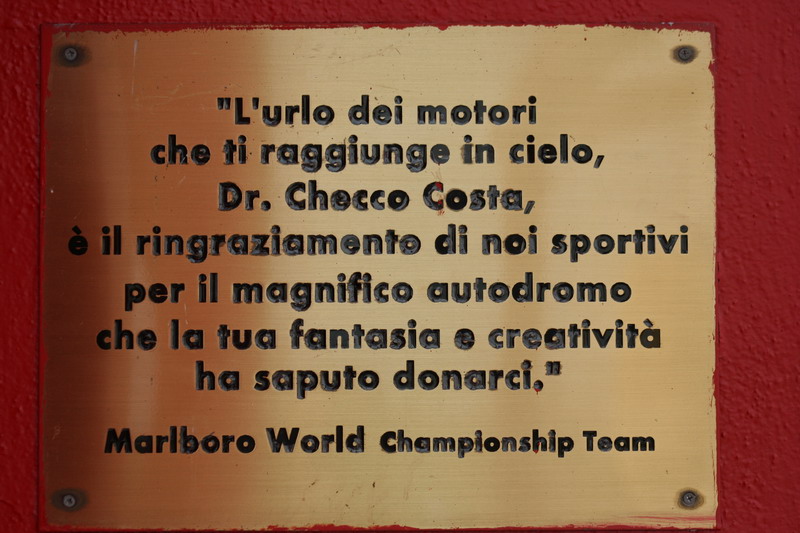 "L'urlo dei motori
che ti raggiunge in cielo,
Dr. Checco Costa,
è il ringraziamento di noi sportivi
per il magnifico autodromo
che la tua fantasia e creatività
ha saputo donarci."
Marlboro World Championship Team